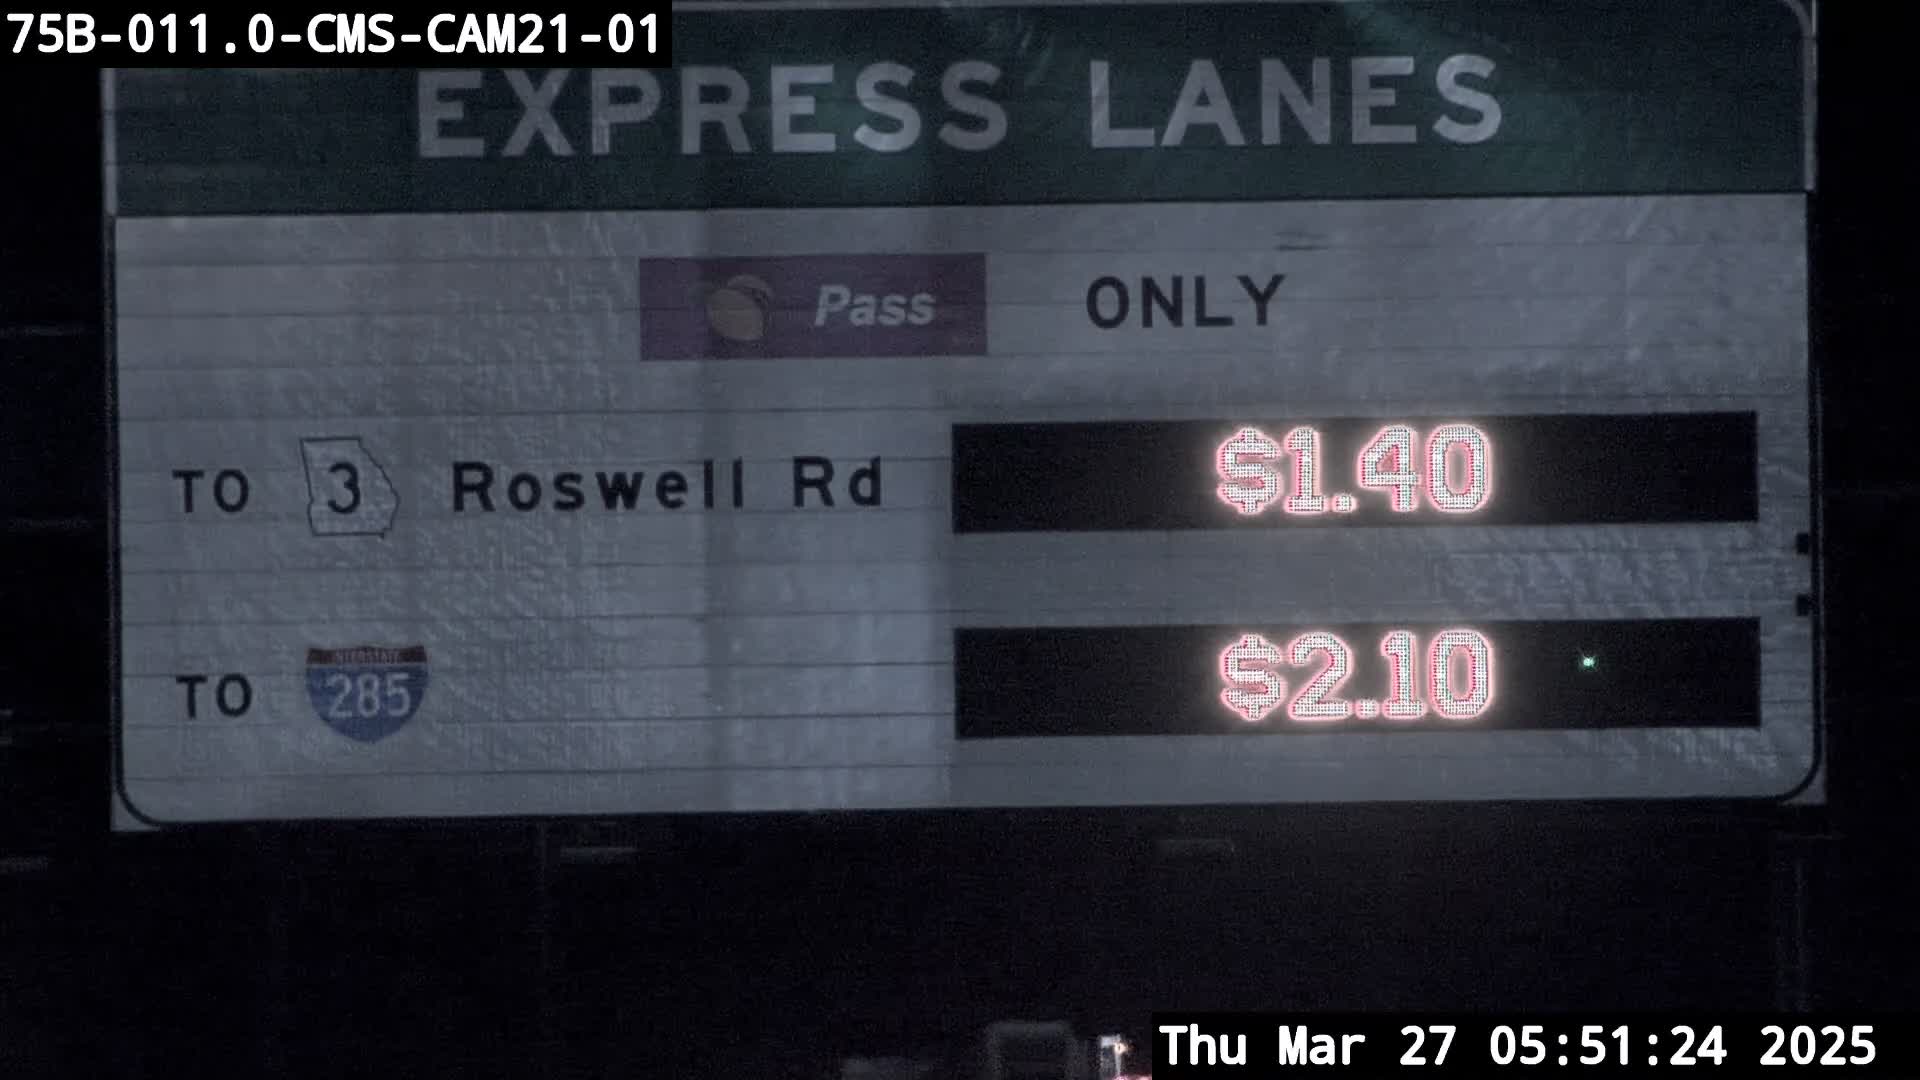 75B-011.0-CMS-CAM21-01
EXPRESS LANES
Pass ONLY
TO 3 Roswell Rd $1.40
INTERSTATE
TO 285 $2.10
Thu Mar 27 05:51:24 2025